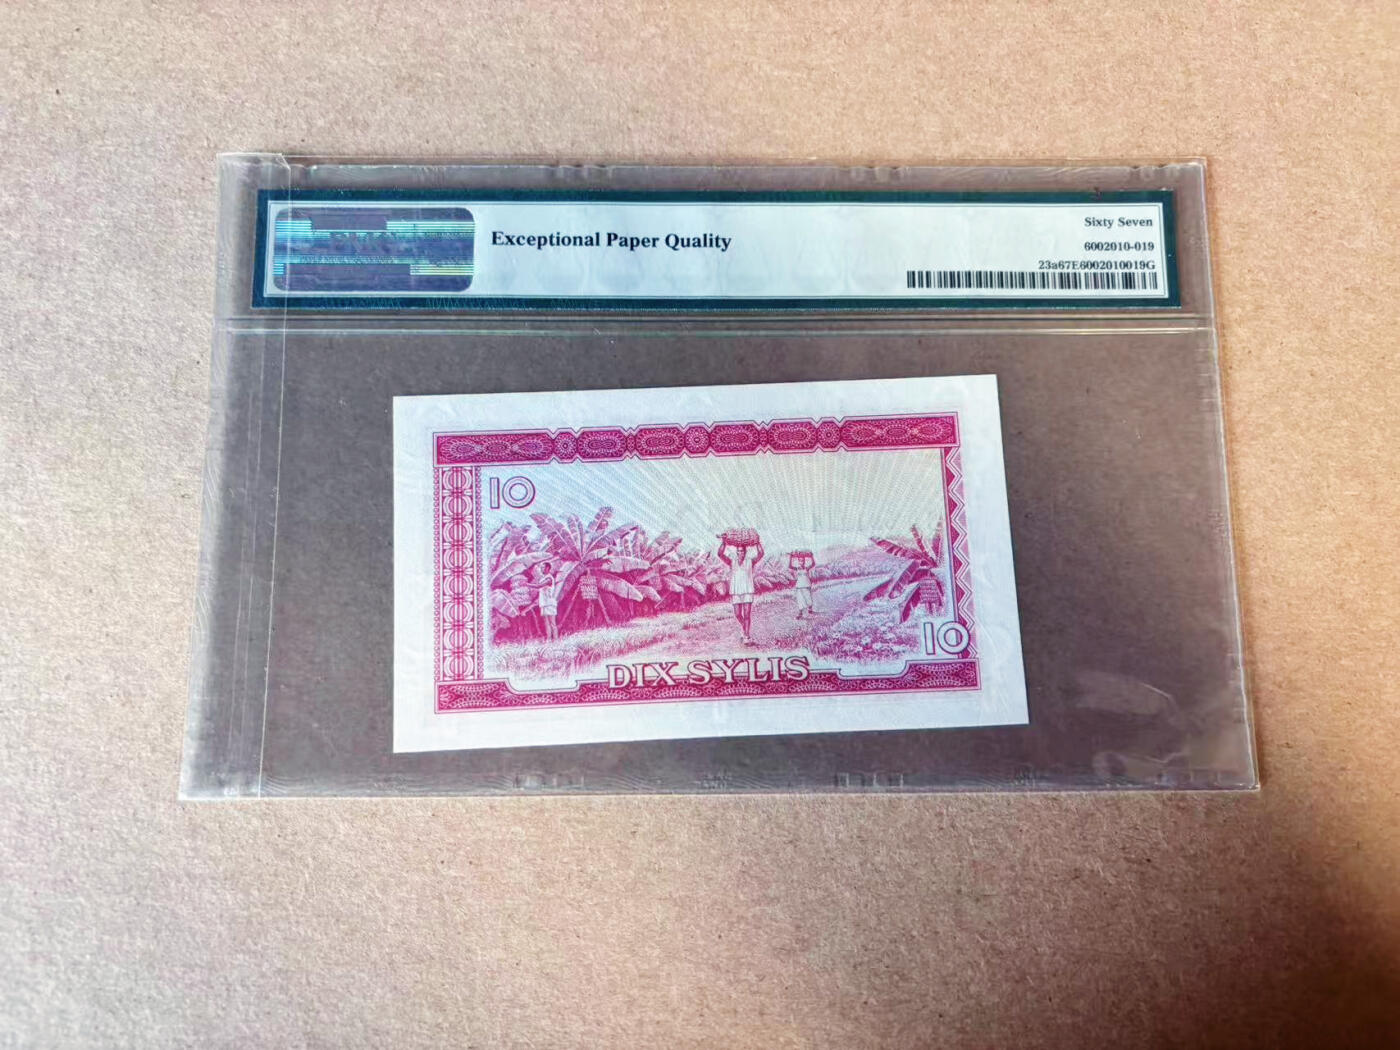 Exceptional Paper Quality
Sixty Seven
6002010-019
23a67E6002010019G
10
10
DIX SYLIS